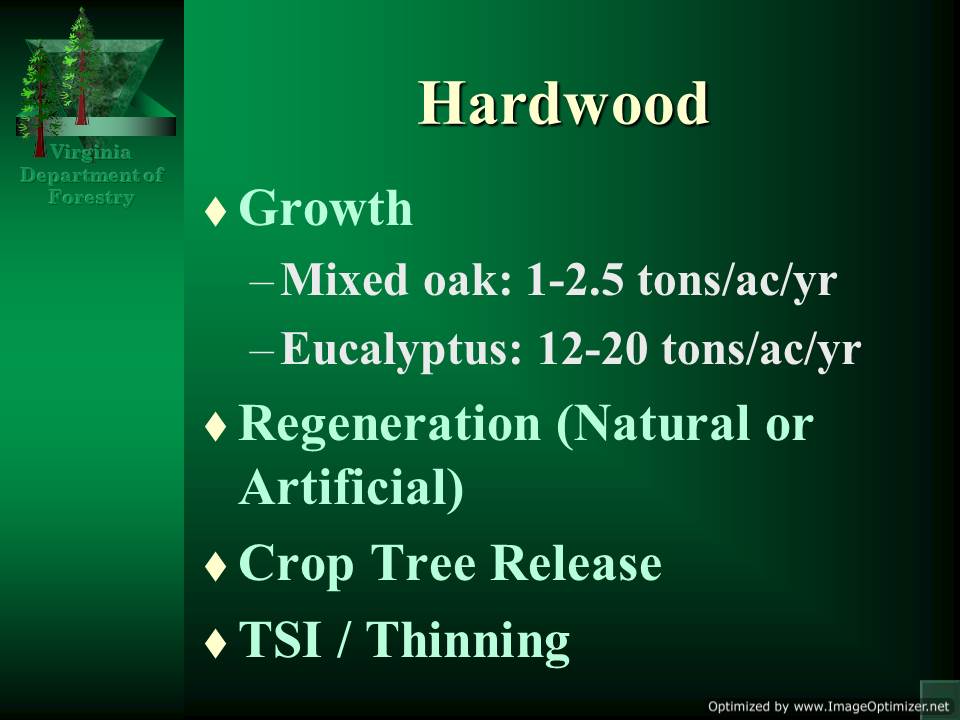 Virginia
Department of
Forestry
Hardwood
♦ Growth
– Mixed oak: 1-2.5 tons/ac/yr
– Eucalyptus: 12-20 tons/ac/yr
♦ Regeneration (Natural or
Artificial)
♦ Crop Tree Release
♦ TSI / Thinning
Optimized by www.ImageOptimizer.net